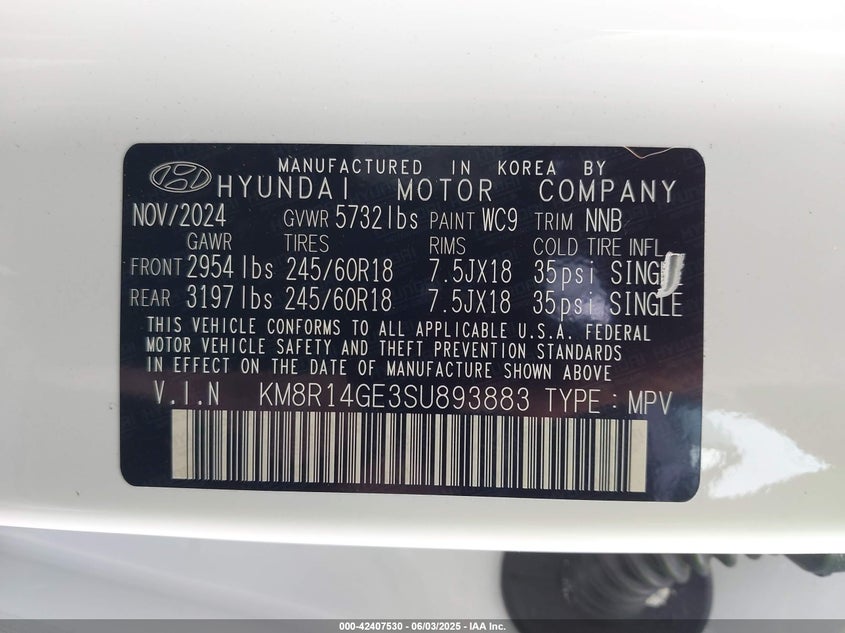 MANUFACTURED IN KOREA BY
HYUNDAI MOTOR COMPANY
NOV/2024 GVWR 5732lbs PAINT WC9 TRIM NNB
GAWR TIRES RIMS COLD TIRE INFL
FRONT 2954lbs 245/60R18 7.5JX18 35psi
REAR 3197lbs 245/60R18 7.5JX18 35psi SINGLE
THIS VEHICLE CONFORMS TO ALL APPLICABLE U.S.A. FEDERAL
MOTOR VEHICLE SAFETY AND THEFT PREVENTION STANDARDS
IN EFFECT ON THE DATE OF MANUFACTURE SHOWN ABOVE
V.I.N KM8R14GE3SU893883 TYPE : MPV
000-42407530 - 06/03/2025 - IAA Inc.